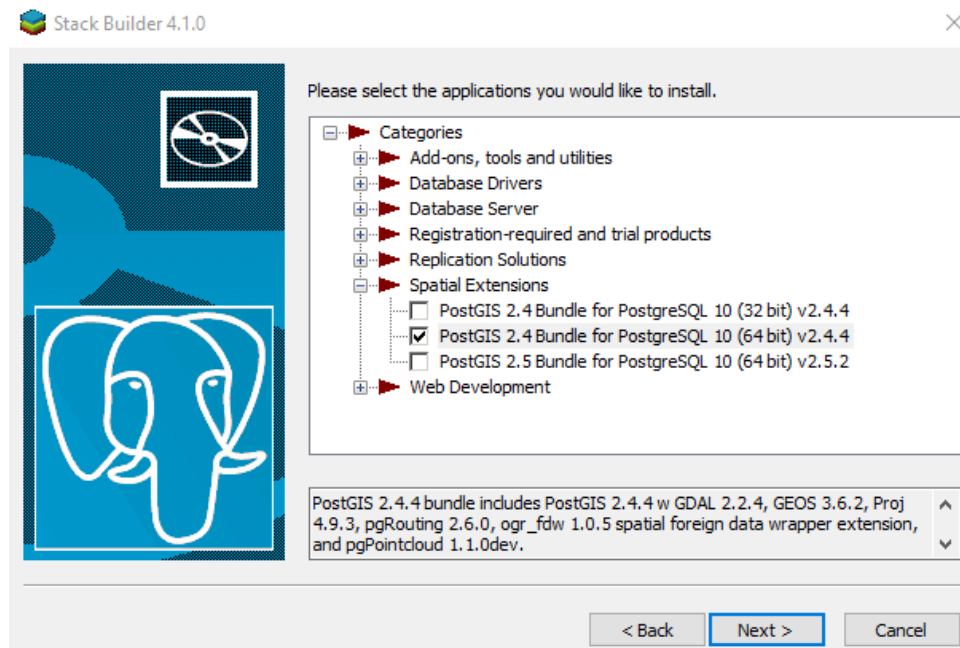 Stack Builder 4.1.0
Please select the applications you would like to install.
Categories
Add-ons, tools and utilities
Database Drivers
Database Server
Registration-required and trial products
Replication Solutions
Spatial Extensions
PostGIS 2.4 Bundle for PostgreSQL 10 (32 bit) v2.4.4
PostGIS 2.4 Bundle for PostgreSQL 10 (64 bit) v2.4.4
PostGIS 2.5 Bundle for PostgreSQL 10 (64 bit) v2.5.2
Web Development
PostGIS 2.4.4 bundle includes PostGIS 2.4.4 w GDAL 2.2.4, GEOS 3.6.2, Proj
4.9.3, pgRouting 2.6.0, ogr_fdw 1.0.5 spatial foreign data wrapper extension,
and pgPointcloud 1.1.0dev.
< Back
Next >
Cancel